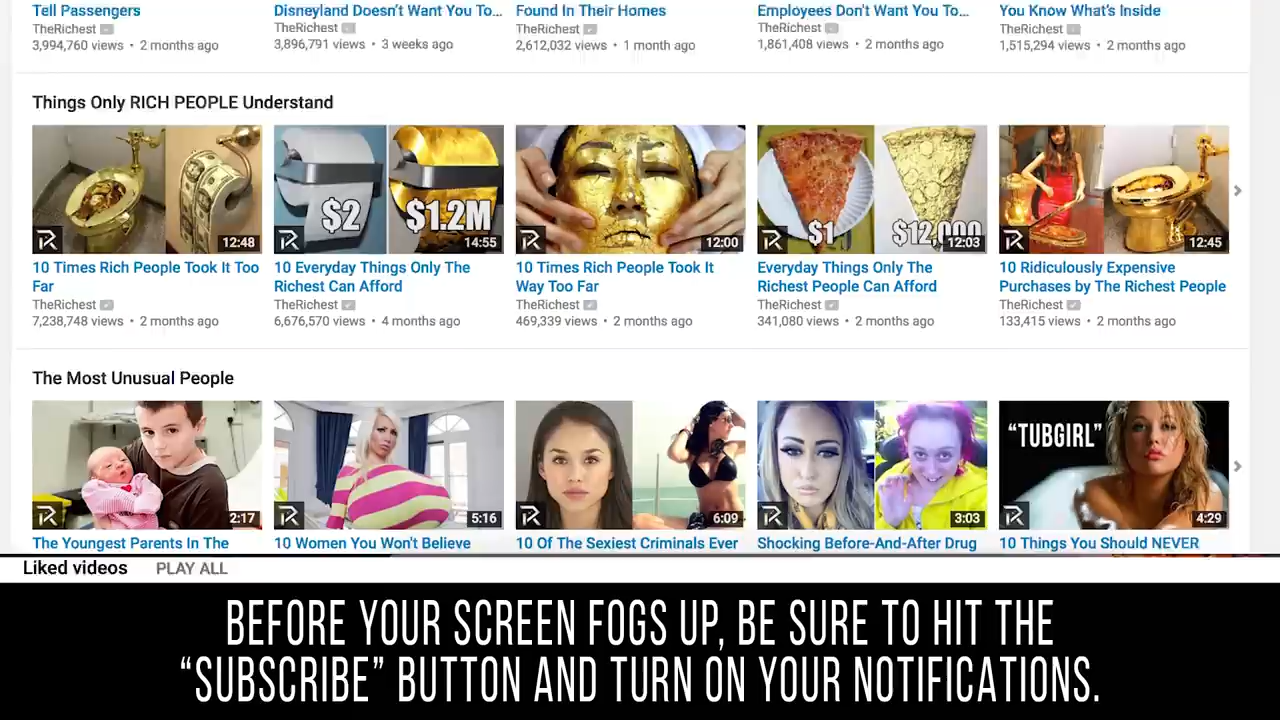 Tell Passengers
Disneyland Doesn't Want You To...
Found In Their Homes
Employees Don't Want You To...
You Know What's Inside
TheRichest
TheRichest
TheRichest
TheRichest
TheRichest
3,994,760 views • 2 months ago
3,896,791 views • 3 weeks ago
2,612,032 views • 1 month ago
1,861,408 views • 2 months ago
1,515,294 views • 2 months ago
Things Only RICH PEOPLE Understand
12:48
$2
$1.2M
14:55
12:00
$1
$12,000
12:03
12:45
10 Times Rich People Took It Too
Far
TheRichest
7,238,748 views • 2 months ago
10 Everyday Things Only The
Richest Can Afford
TheRichest
6,676,570 views • 4 months ago
10 Times Rich People Took It
Way Too Far
TheRichest
469,339 views • 2 months ago
Everyday Things Only The
Richest People Can Afford
TheRichest
341,080 views • 2 months ago
10 Ridiculously Expensive
Purchases by The Richest People
TheRichest
133,415 views • 2 months ago
The Most Unusual People
2:17
5:16
6:09
3:03
"TUBGIRL"
4:29
The Youngest Parents In The
10 Women You Won't Believe
10 Of The Sexiest Criminals Ever
Shocking Before-And-After Drug
10 Things You Should NEVER
Liked videos PLAY ALL
BEFORE YOUR SCREEN FOGS UP, BE SURE TO HIT THE
“SUBSCRIBE” BUTTON AND TURN ON YOUR NOTIFICATIONS.